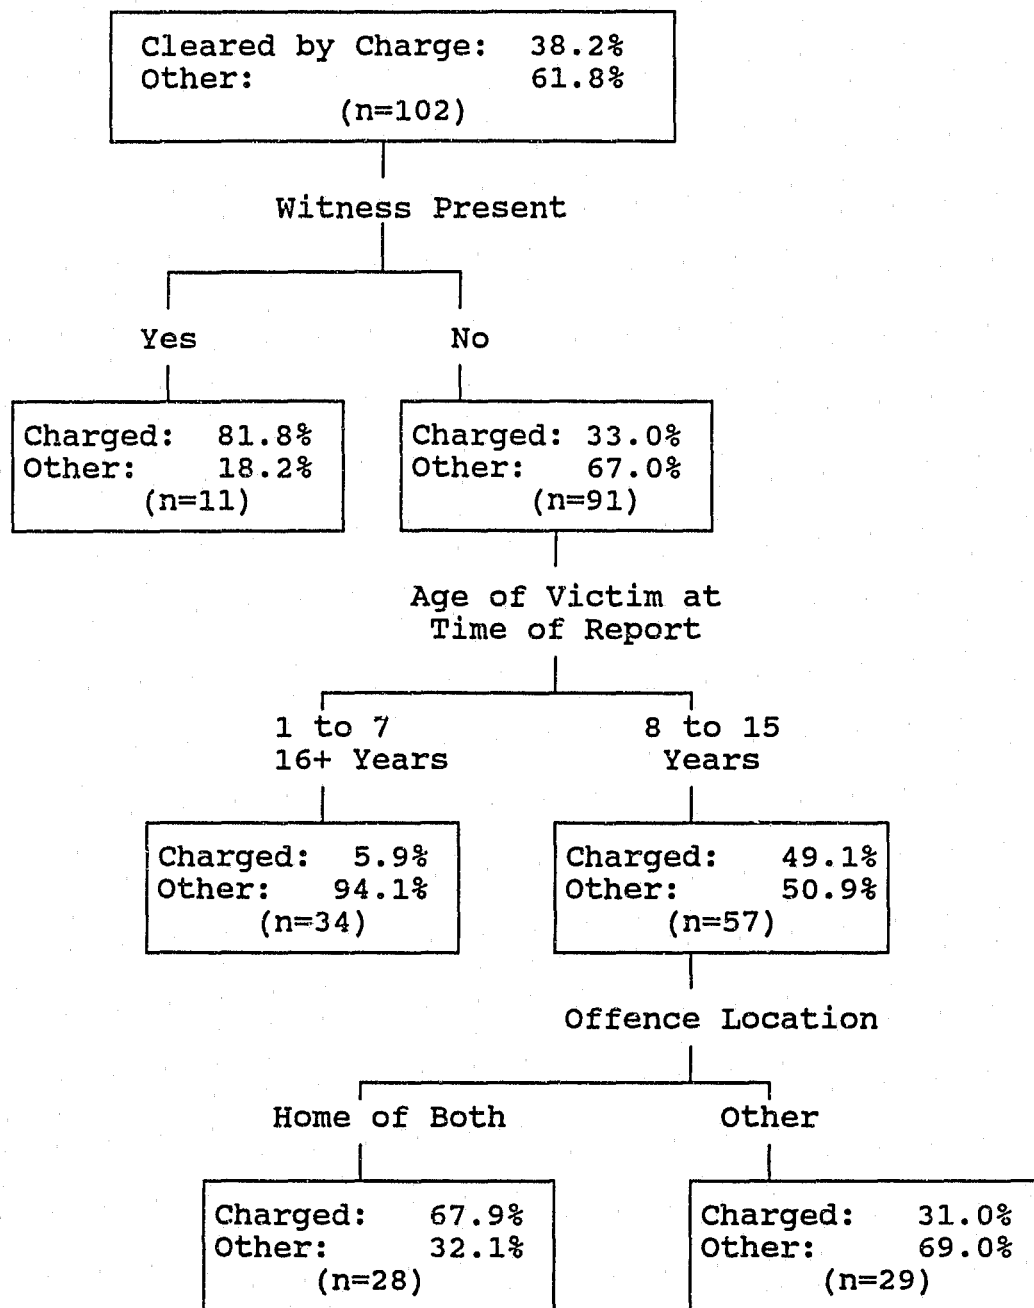 Cleared by Charge: 38.2%
Other: 61.8%
(n=102)
Witness Present
Yes No
Charged: 81.8%
Other: 18.2%
(n=11)
Charged: 33.0%
Other: 67.0%
(n=91)
Age of Victim at
Time of Report
1 to 7
16+ Years
8 to 15
Years
Charged: 5.9%
Other: 94.1%
(n=34)
Charged: 49.1%
Other: 50.9%
(n=57)
Offence Location
Home of Both Other
Charged: 67.9%
Other: 32.1%
(n=28)
Charged: 31.0%
Other: 69.0%
(n=29)